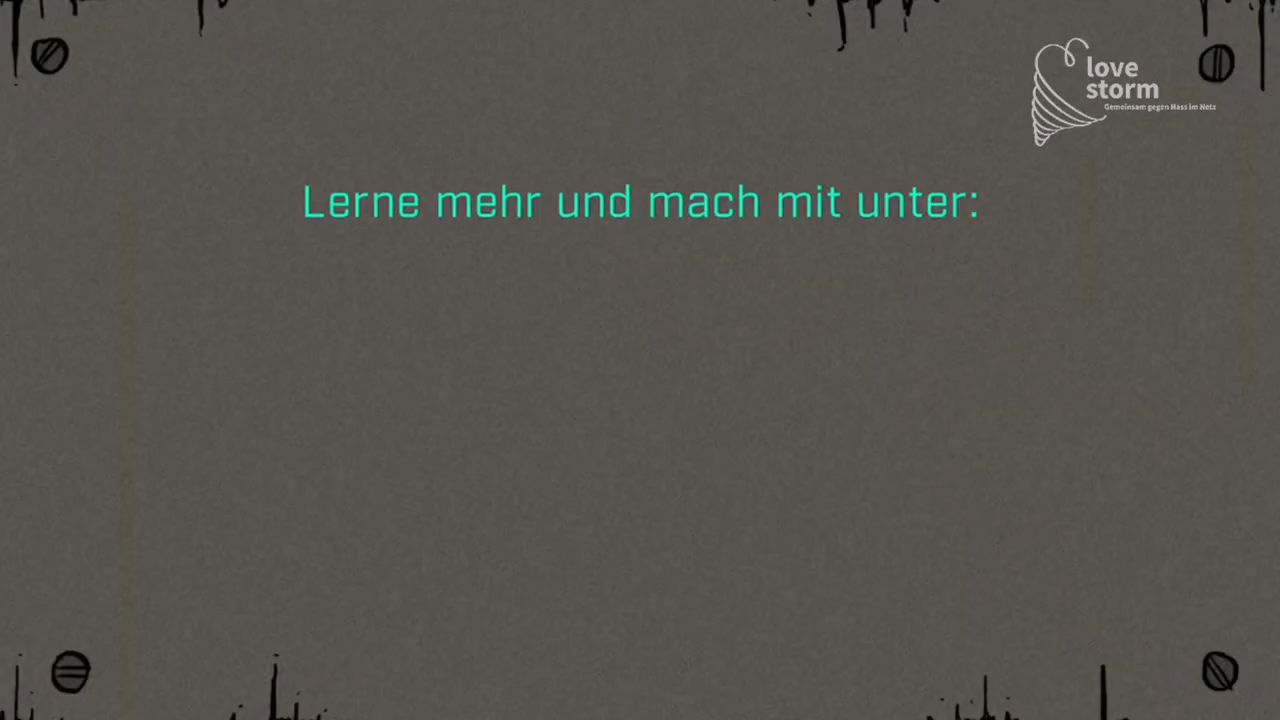 love
storm
Gemeinsam gegen Hass im Netz
Lerne mehr und mach mit unter: